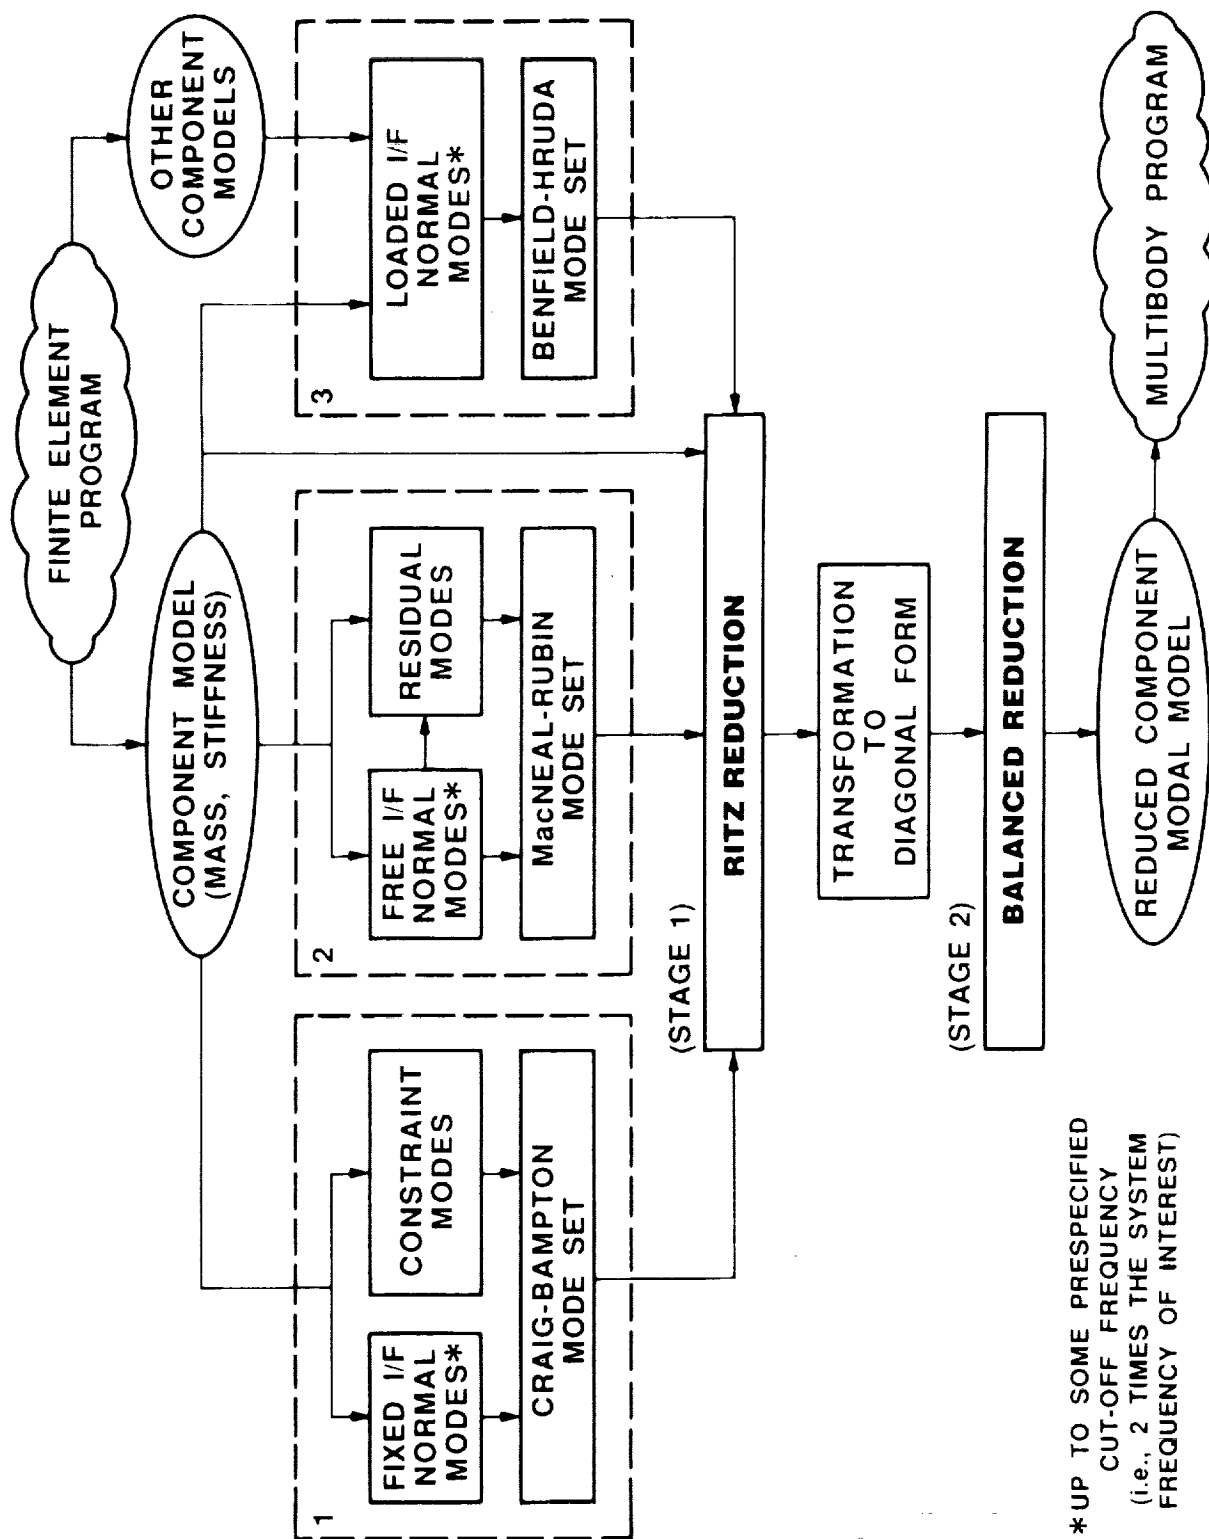 FINITE ELEMENT
PROGRAM
COMPONENT MODEL
(MASS, STIFFNESS)
OTHER
COMPONENT
MODELS
1
FIXED I/F
NORMAL
MODES*
CONSTRAINT
MODES
CRAIG-BAMPTON
MODE SET
2
FREE I/F
NORMAL
MODES*
RESIDUAL
MODES
MacNEAL-RUBIN
MODE SET
3
LOADED I/F
NORMAL
MODES*
BENFIELD-HRUDA
MODE SET
(STAGE 1)
RITZ REDUCTION
TRANSFORMATION
TO
DIAGONAL FORM
(STAGE 2)
BALANCED REDUCTION
REDUCED COMPONENT
MODAL MODEL
MULTIBODY PROGRAM
*UP TO SOME PRESPECIFIED
CUT-OFF FREQUENCY
(i.e., 2 TIMES THE SYSTEM
FREQUENCY OF INTEREST)